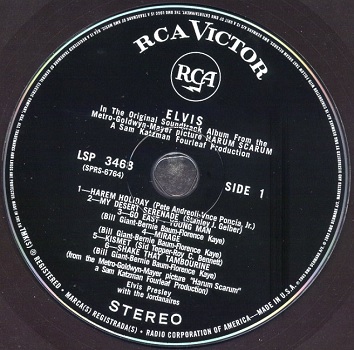 RCA VICTOR
RCA
ELVIS
In The Original Soundtrack Album From the
Metro-Goldwyn-Mayer picture HARUM SCARUM
A Sam Katzman Fourleaf Production
LSP 3468
(SPRS-6764)
SIDE 1
1—HAREM HOLIDAY (Pete Andreoli-Vince Poncia, Jr.)
2—MY DESERT SERENADE (Stanley J. Gelber)
3—GO EAST—YOUNG MAN
(Bill Giant-Bernie Baum-Florence Kaye)
4—MIRAGE
(Bill Giant-Bernie Baum-Florence Kaye)
5—KISMET (Sid Tepper-Roy C. Bennett)
6—SHAKE THAT TAMBOURINE
(Bill Giant-Bernie Baum-Florence Kaye)
(from the Metro-Goldwyn-Mayer picture "Harum Scarum"
a Sam Katzman Fourleaf Production)
Elvis Presley
with the Jordanaires
STEREO
TM(S) ® REGISTERED • MARCA(S) REGISTRADA(S) • RADIO CORPORATION OF AMERICA—MADE IN U.S.A.